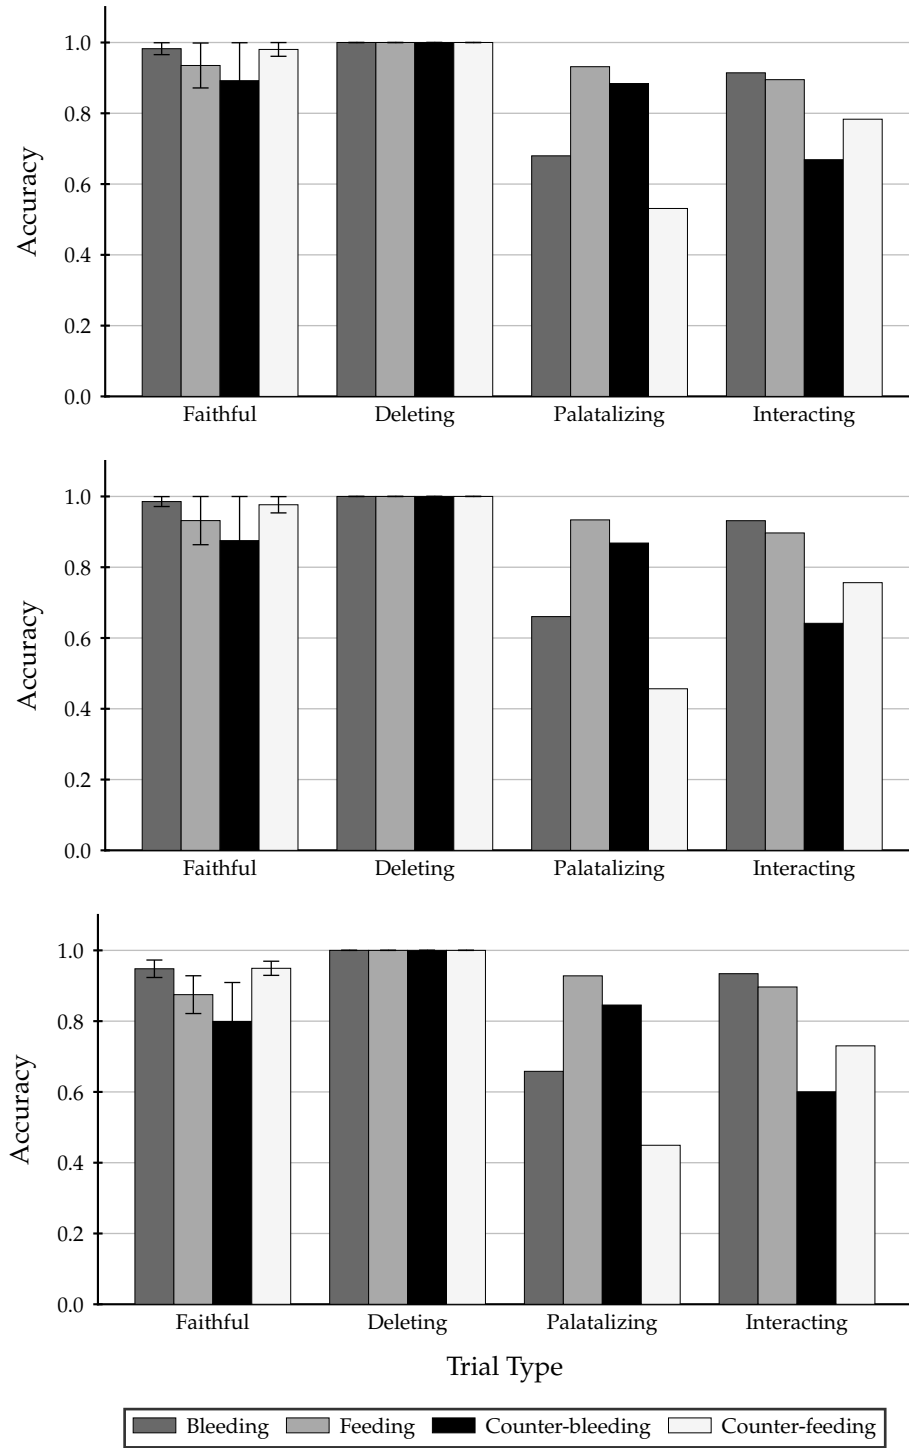 1.0
0.8
0.6
0.4
0.2
0.0
Accuracy
Faithful Deleting Palatalizing Interacting
1.0
0.8
0.6
0.4
0.2
0.0
Accuracy
Faithful Deleting Palatalizing Interacting
1.0
0.8
0.6
0.4
0.2
0.0
Accuracy
Faithful Deleting Palatalizing Interacting
Trial Type
Bleeding Feeding Counter-bleeding Counter-feeding